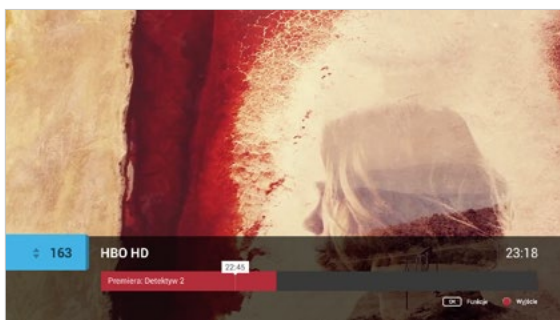 163 HBO HD 23:18
22:45
Premiera: Detektyw 2
OK Funkcje Wyjście